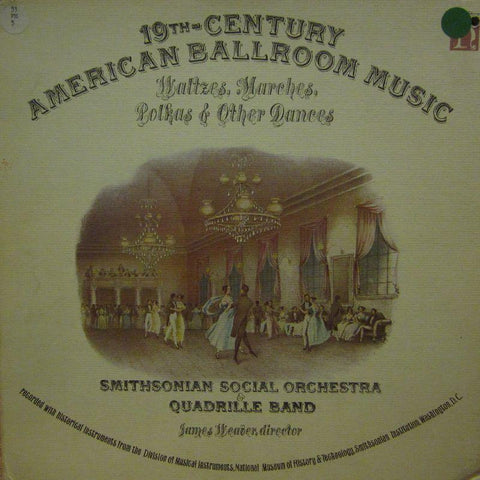 19TH-CENTURY
AMERICAN BALLROOM MUSIC
Waltzes, Marches,
Polkas & Other Dances
SMITHSONIAN SOCIAL ORCHESTRA
&
QUADRILLE BAND
James Weaver, director
recorded with historical instruments from the Division of Musical Instruments, National Museum of History & Technology, Smithsonian Institution, Washington, D.C.